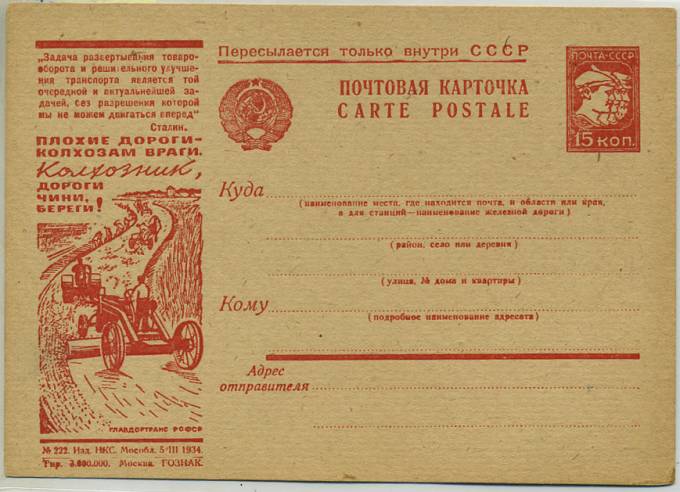 „Задача развертывания товаро-
оборота и решительного улучше-
ния транспорта является той
очередной и актуальнейшей за-
дачей, без разрешения которой
мы не можем двигаться вперед“
Сталин.
ПЛОХИЕ ДОРОГИ-
КОЛХОЗАМ ВРАГИ.
Колхозник,
ДОРОГИ
ЧИНИ,
БЕРЕГИ!
ГЛАВДОРТРАНС РСФСР
№ 222. Изд. НКС. Мособл. 5-III 1934.
Тир. 3.000.000. Москва. ГОЗНАК.
Пересылается только внутри СССР
ПОЧТОВАЯ КАРТОЧКА
CARTE POSTALE
ПОЧТА-СССР
15 КОП.
Куда
(наименование места, где находится почта, и области или края,
а для станций—наименование железной дороги)
(район, село или деревня)
(улица, № дома и квартиры)
Кому
(подробное наименование адресата)
Адрес
отправителя